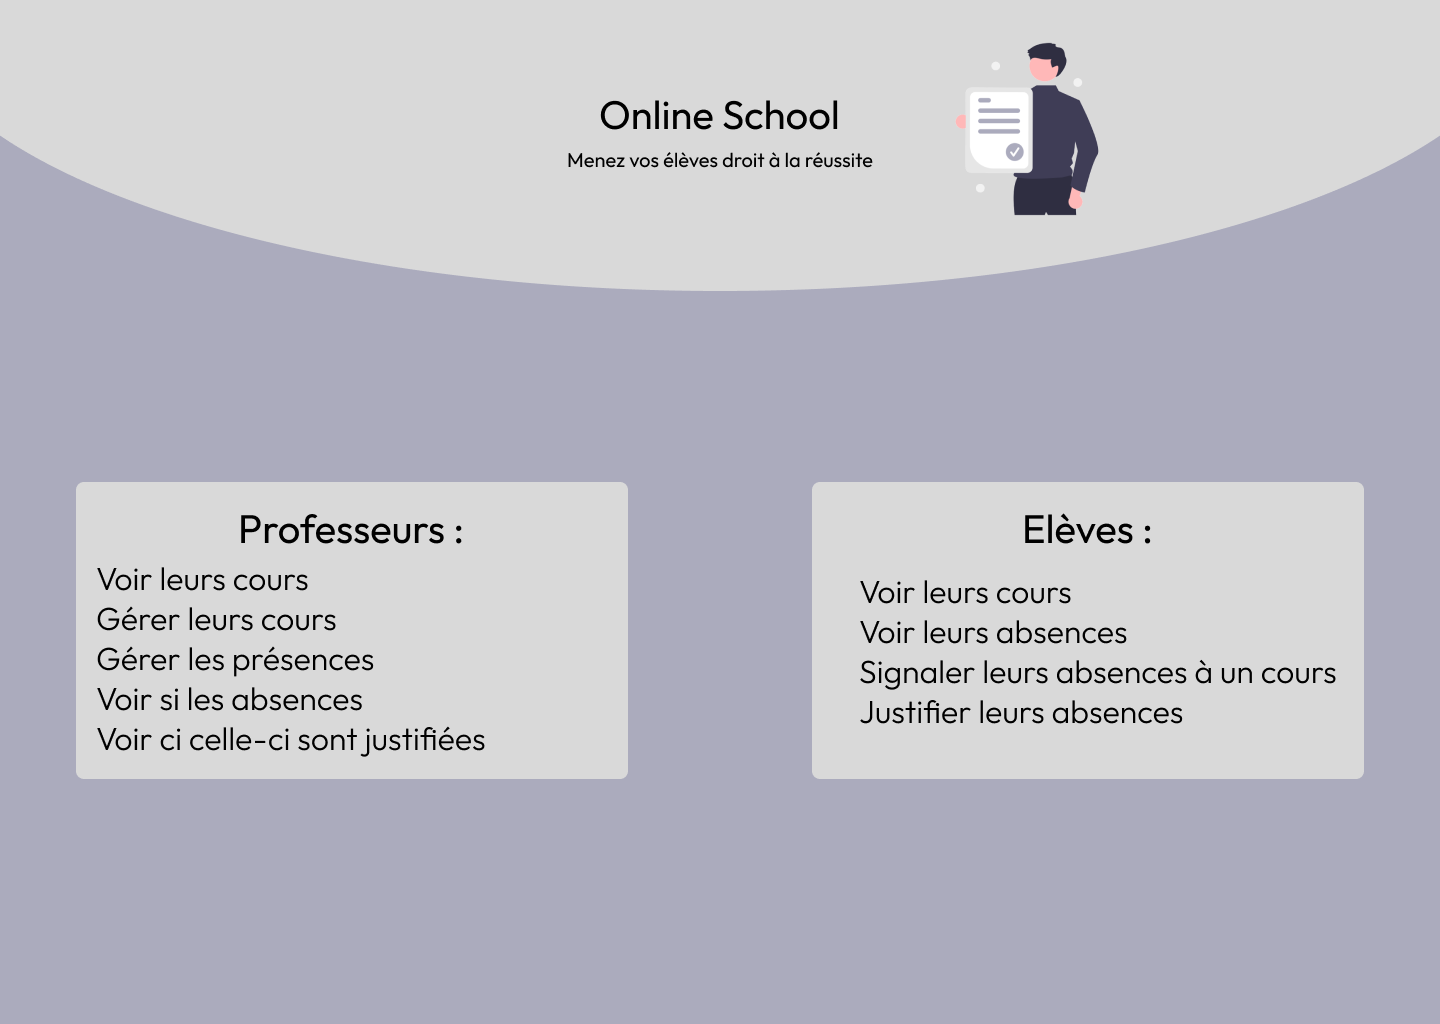 Online School
Menez vos élèves droit à la réussite
Professeurs :
Voir leurs cours
Gérer leurs cours
Gérer les présences
Voir si les absences
Voir ci celle-ci sont justifiées
Elèves :
Voir leurs cours
Voir leurs absences
Signaler leurs absences à un cours
Justifier leurs absences